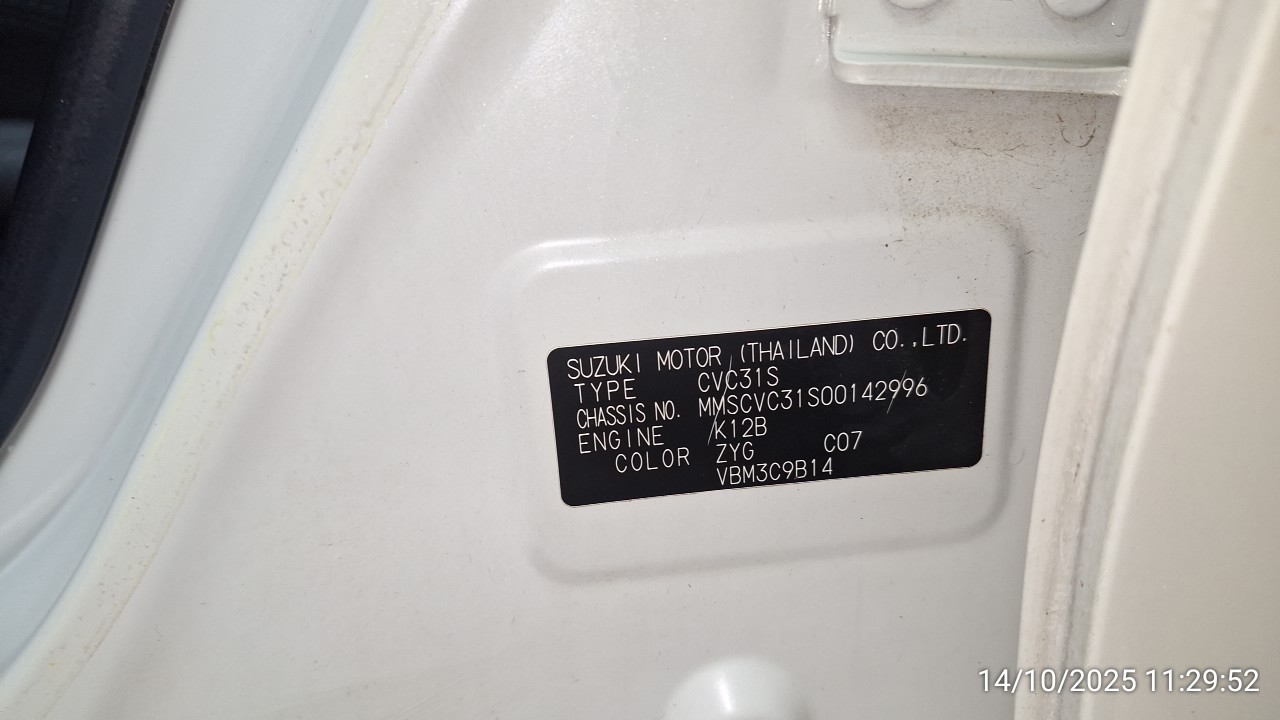 SUZUKI MOTOR (THAILAND) CO.,LTD.
TYPE CVC31S
CHASSIS NO. MMSCVC31S00142996
ENGINE K12B
COLOR ZYG C07
VBM3C9B14
14/10/2025 11:29:52